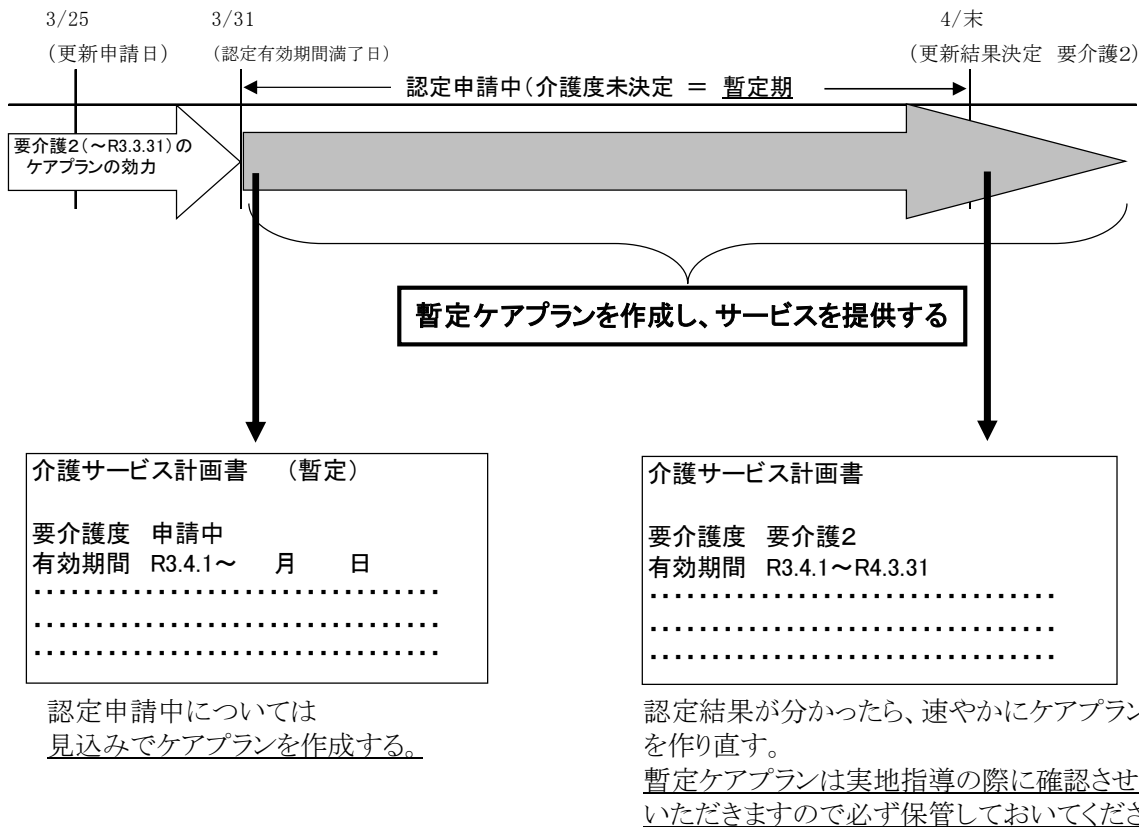 3/25 3/31 4/末
(更新申請日) (認定有効期間満了日) (更新結果決定 要介護2)
認定申請中(介護度未決定 = 暫定期
要介護2(~R3.3.31)の
ケアプランの効力
暫定ケアプランを作成し、サービスを提供する
介護サービス計画書 (暫定)
要介護度 申請中
有効期間 R3.4.1~ 月 日
・・・・・・・・・・・・・・・・・・・・・・・・・・・・・・・・・
・・・・・・・・・・・・・・・・・・・・・・・・・・・・・・・・・
・・・・・・・・・・・・・・・・・・・・・・・・・・・・・・・・・
認定申請中については
見込みでケアプランを作成する。
介護サービス計画書
要介護度 要介護2
有効期間 R3.4.1~R4.3.31
・・・・・・・・・・・・・・・・・・・・・・・・・・・・・・・・・
・・・・・・・・・・・・・・・・・・・・・・・・・・・・・・・・・
・・・・・・・・・・・・・・・・・・・・・・・・・・・・・・・・・
認定結果が分かったら、速やかにケアプラン
を作り直す。
暫定ケアプランは実地指導の際に確認させ
いただきますので必ず保管しておいてくださ